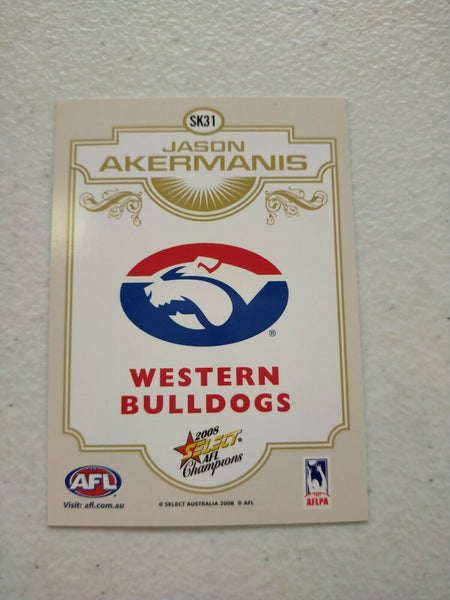 SK31
JASON
AKERMANIS
®
WESTERN
BULLDOGS
2008
SELECT®
AFL
Champions
AFL
Visit: afl.com.au
© SELECT AUSTRALIA 2008 © AFL
AFLPA